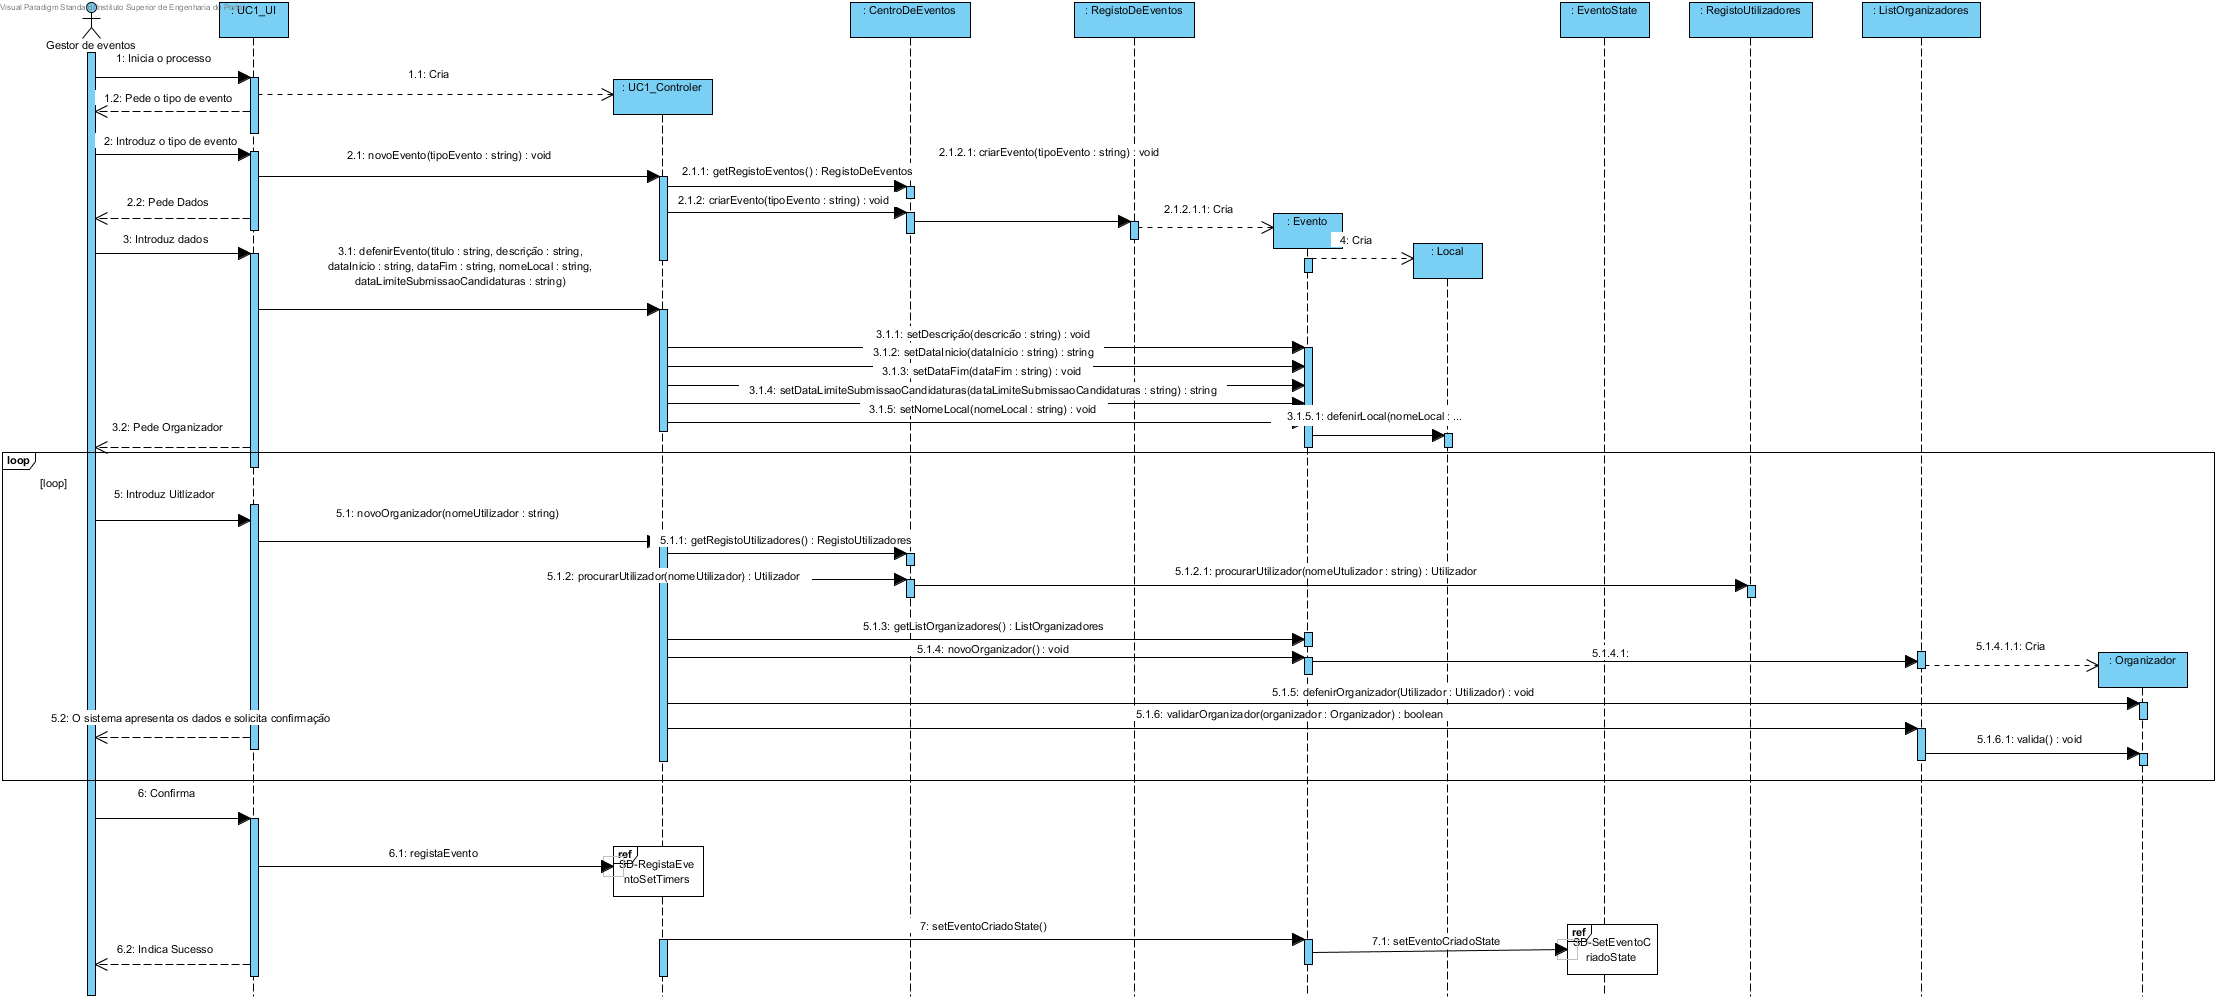 Visual Paradigm Standard(Instituto Superior de Engenharia do
: UC1_UI
: CentroDeEventos
: RegistoDeEventos
: EventoState
: RegistoUtilizadores
: ListOrganizadores
Gestor de eventos
1: Inicia o processo
1.1: Cria
: UC1_Controler
1.2: Pede o tipo de evento
2: Introduz o tipo de evento
2.1: novoEvento(tipoEvento : string) : void
2.1.2.1: criarEvento(tipoEvento : string) : void
2.1.1: getRegistoEventos() : RegistoDeEventos
2.1.2: criarEvento(tipoEvento : string) : void
2.2: Pede Dados
2.1.2.1.1: Cria
: Evento
3: Introduz dados
4: Cria
: Local
3.1: defenirEvento(titulo : string, descrição : string,
dataInicio : string, dataFim : string, nomeLocal : string,
dataLimiteSubmissaoCandidaturas : string)
3.1.1: setDescrição(descricão : string) : void
3.1.2: setDataInicio(dataInicio : string) : string
3.1.3: setDataFim(dataFim : string) : void
3.1.4: setDataLimiteSubmissaoCandidaturas(dataLimiteSubmissaoCandidaturas : string) : string
3.1.5: setNomeLocal(nomeLocal : string) : void
3.1.5.1: defenirLocal(nomeLocal : ...
3.2: Pede Organizador
loop
[loop]
5: Introduz Uitlizador
5.1: novoOrganizador(nomeUtilizador : string)
5.1.1: getRegistoUtilizadores() : RegistoUtilizadores
5.1.2: procurarUtilizador(nomeUtilizador) : Utilizador
5.1.2.1: procurarUtilizador(nomeUtulizador : string) : Utilizador
5.1.3: getListOrganizadores() : ListOrganizadores
5.1.4: novoOrganizador() : void
5.1.4.1:
5.1.4.1.1: Cria
: Organizador
5.1.5: defenirOrganizador(Utilizador : Utilizador) : void
5.1.6: validarOrganizador(organizador : Organizador) : boolean
5.2: O sistema apresenta os dados e solicita confirmação
5.1.6.1: valida() : void
6: Confirma
6.1: registaEvento
ref
SD-RegistaEve
ntoSetTimers
7: setEventoCriadoState()
7.1: setEventoCriadoState
ref
SD-SetEventoC
riadoState
6.2: Indica Sucesso